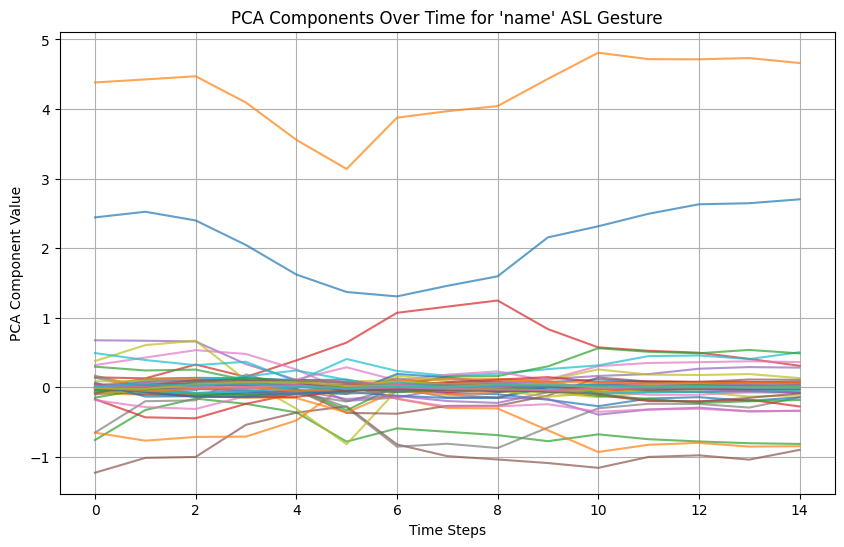 PCA Components Over Time for 'name' ASL Gesture
PCA Component Value
5
4
3
2
1
0
−1
0 2 4 6 8 10 12 14
Time Steps